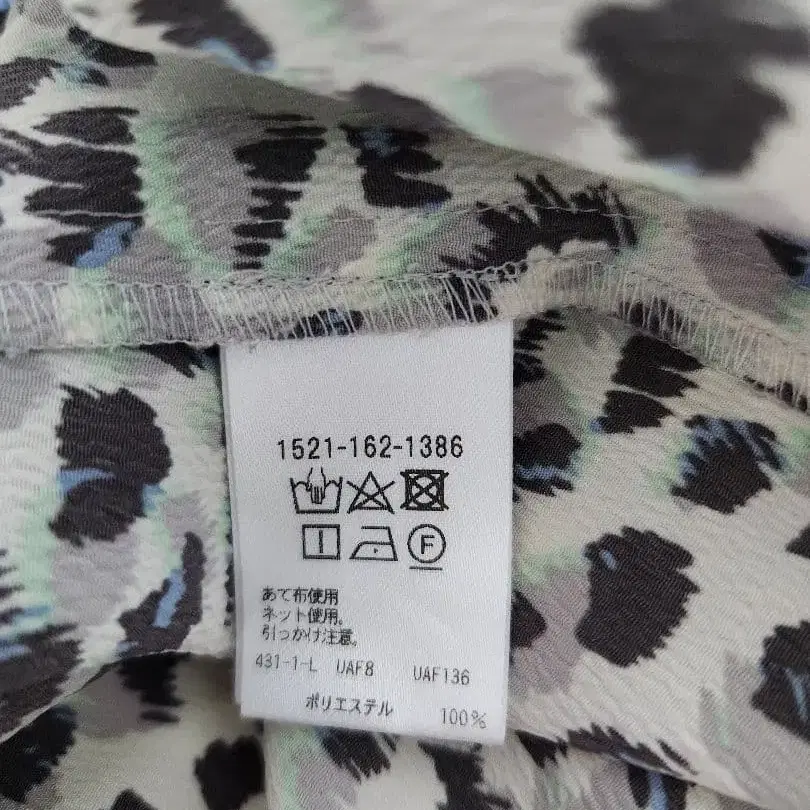 1521-162-1386
F
あて布使用
ネット使用。
引っかけ注意。
431-1-L UAF8 UAF136
ポリエステル 100%